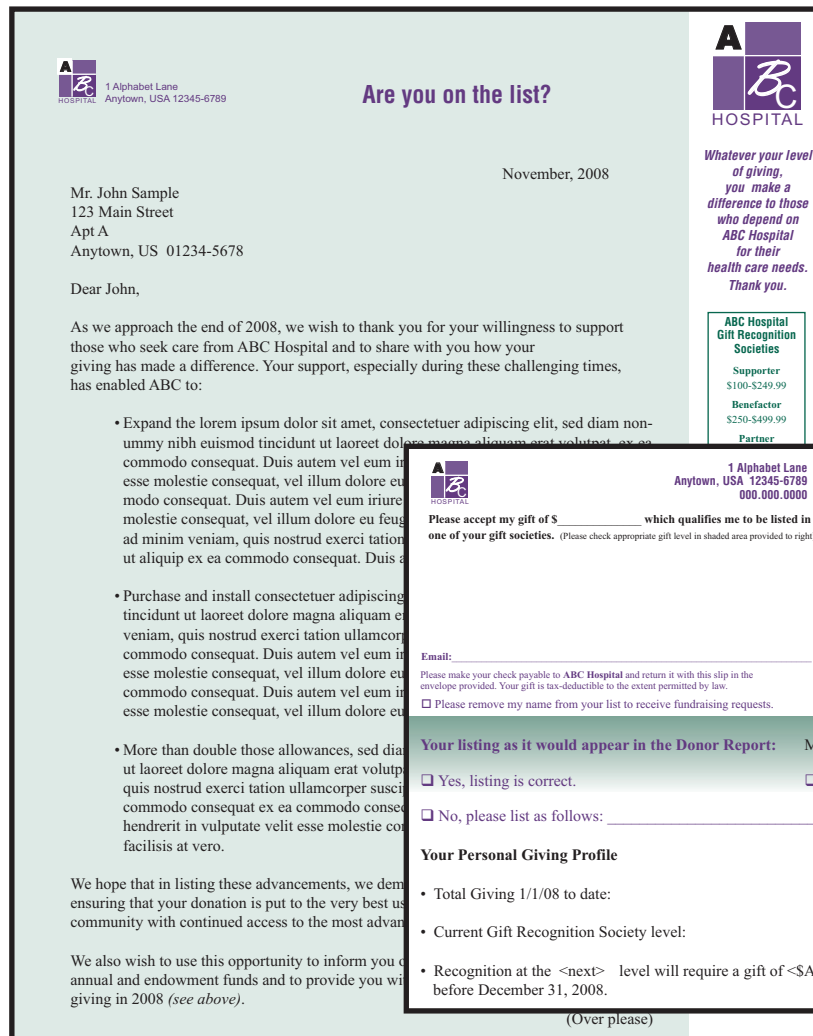 A
B
C
HOSPITAL
1 Alphabet Lane
Anytown, USA 12345-6789
Are you on the list?
November, 2008
Mr. John Sample
123 Main Street
Apt A
Anytown, US 01234-5678
Dear John,
As we approach the end of 2008, we wish to thank you for your willingness to support
those who seek care from ABC Hospital and to share with you how your
giving has made a difference. Your support, especially during these challenging times,
has enabled ABC to:
• Expand the lorem ipsum dolor sit amet, consectetuer adipiscing elit, sed diam non-
ummy nibh euismod tincidunt ut laoreet dolore magna aliquam erat volutpat, ex ea
commodo consequat. Duis autem vel eum
esse molestie consequat, vel illum dolore eu
modo consequat. Duis autem vel eum iriure
molestie consequat, vel illum dolore eu
ad minim veniam, quis nostrud exerci tation
ut aliquip ex ea commodo consequat. Duis
• Purchase and install consectetuer adipiscing
tincidunt ut laoreet dolore magna aliquam
veniam, quis nostrud exerci tation
commodo consequat. Duis autem vel eum
esse molestie consequat, vel illum dolore eu
commodo consequat. Duis autem vel eum
esse molestie consequat, vel illum dolore eu
• More than double those allowances, sed
ut laoreet dolore magna aliquam erat
quis nostrud exerci tation ullamcorper
commodo consequat ex ea commodo
hendrerit in vulputate velit esse molestie
facilisis at vero.
We hope that in listing these advancements, we
ensuring that your donation is put to the very best
community with continued access to the most
We also wish to use this opportunity to inform you
annual and endowment funds and to provide you
giving in 2008 (see above).
(Over please)
A
B
C
HOSPITAL
Whatever your level
of giving,
you make a
difference to those
who depend on
ABC Hospital
for their
health care needs.
Thank you.
ABC Hospital
Gift Recognition
Societies
Supporter
$100-$249.99
Benefactor
$250-$499.99
Partner
A
B
C
HOSPITAL
1 Alphabet Lane
Anytown, USA 12345-6789
000.000.0000
Please accept my gift of $____________ which qualifies me to be listed in
one of your gift societies. (Please check appropriate gift level in shaded area provided to right
Email:
Please make your check payable to ABC Hospital and return it with this slip in the
envelope provided. Your gift is tax-deductible to the extent permitted by law.
❑ Please remove my name from your list to receive fundraising requests.
Your listing as it would appear in the Donor Report: M
❑ Yes, listing is correct.
❑ No, please list as follows:
Your Personal Giving Profile
• Total Giving 1/1/08 to date:
• Current Gift Recognition Society level:
• Recognition at the <next> level will require a gift of <$A
before December 31, 2008.